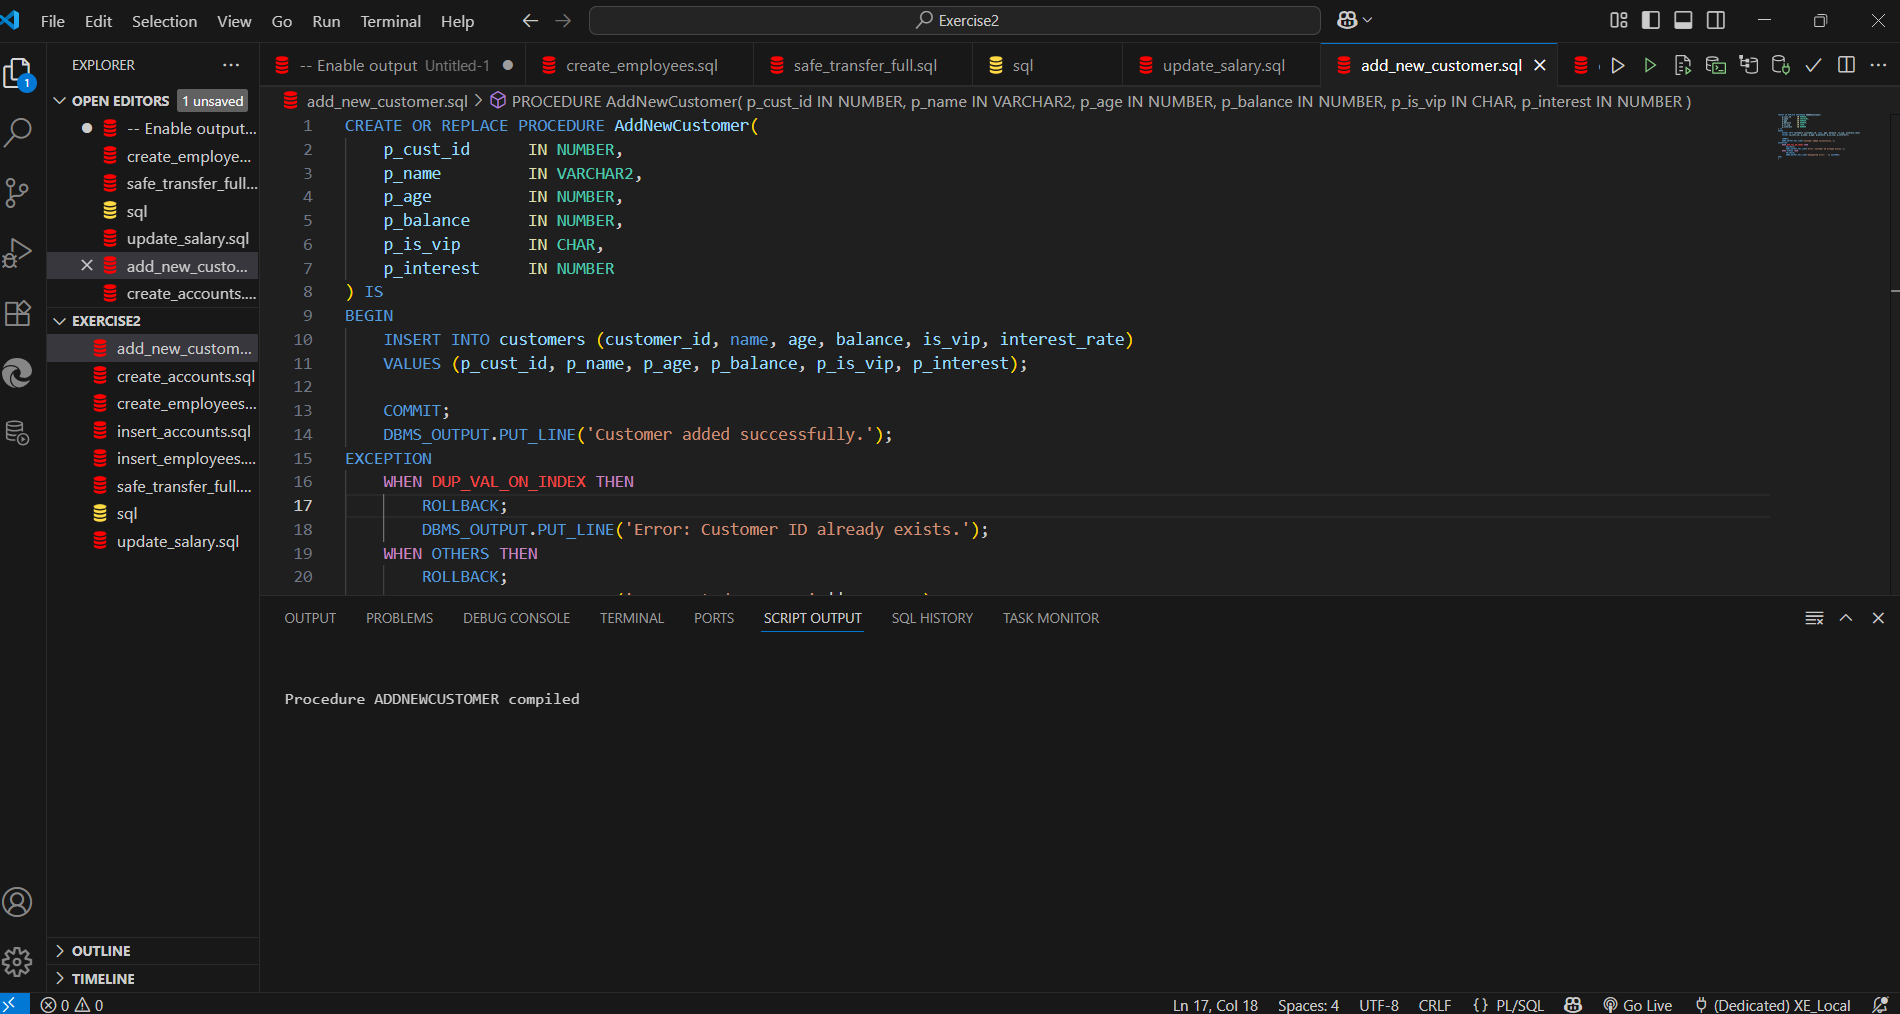 File Edit Selection View Go Run Terminal Help
Exercise2
EXPLORER
OPEN EDITORS 1 unsaved
-- Enable output...
create_employe...
safe_transfer_full...
sql
update_salary.sql
add_new_custo...
create_accounts....
EXERCISE2
add_new_custom...
create_accounts.sql
create_employees...
insert_accounts.sql
insert_employees....
safe_transfer_full....
sql
update_salary.sql
OUTLINE
TIMELINE
-- Enable output Untitled-1
create_employees.sql
safe_transfer_full.sql
sql
update_salary.sql
add_new_customer.sql
add_new_customer.sql > PROCEDURE AddNewCustomer( p_cust_id IN NUMBER, p_name IN VARCHAR2, p_age IN NUMBER, p_balance IN NUMBER, p_is_vip IN CHAR, p_interest IN NUMBER )
1 CREATE OR REPLACE PROCEDURE AddNewCustomer(
2 p_cust_id IN NUMBER,
3 p_name IN VARCHAR2,
4 p_age IN NUMBER,
5 p_balance IN NUMBER,
6 p_is_vip IN CHAR,
7 p_interest IN NUMBER
8 ) IS
9 BEGIN
10 INSERT INTO customers (customer_id, name, age, balance, is_vip, interest_rate)
11 VALUES (p_cust_id, p_name, p_age, p_balance, p_is_vip, p_interest);
12
13 COMMIT;
14 DBMS_OUTPUT.PUT_LINE('Customer added successfully.');
15 EXCEPTION
16 WHEN DUP_VAL_ON_INDEX THEN
17 ROLLBACK;
18 DBMS_OUTPUT.PUT_LINE('Error: Customer ID already exists.');
19 WHEN OTHERS THEN
20 ROLLBACK;
OUTPUT PROBLEMS DEBUG CONSOLE TERMINAL PORTS SCRIPT OUTPUT SQL HISTORY TASK MONITOR
Procedure ADDNEWCUSTOMER compiled
0 0 Ln 17, Col 18 Spaces: 4 UTF-8 CRLF {} PL/SQL Go Live (Dedicated) XE_Local